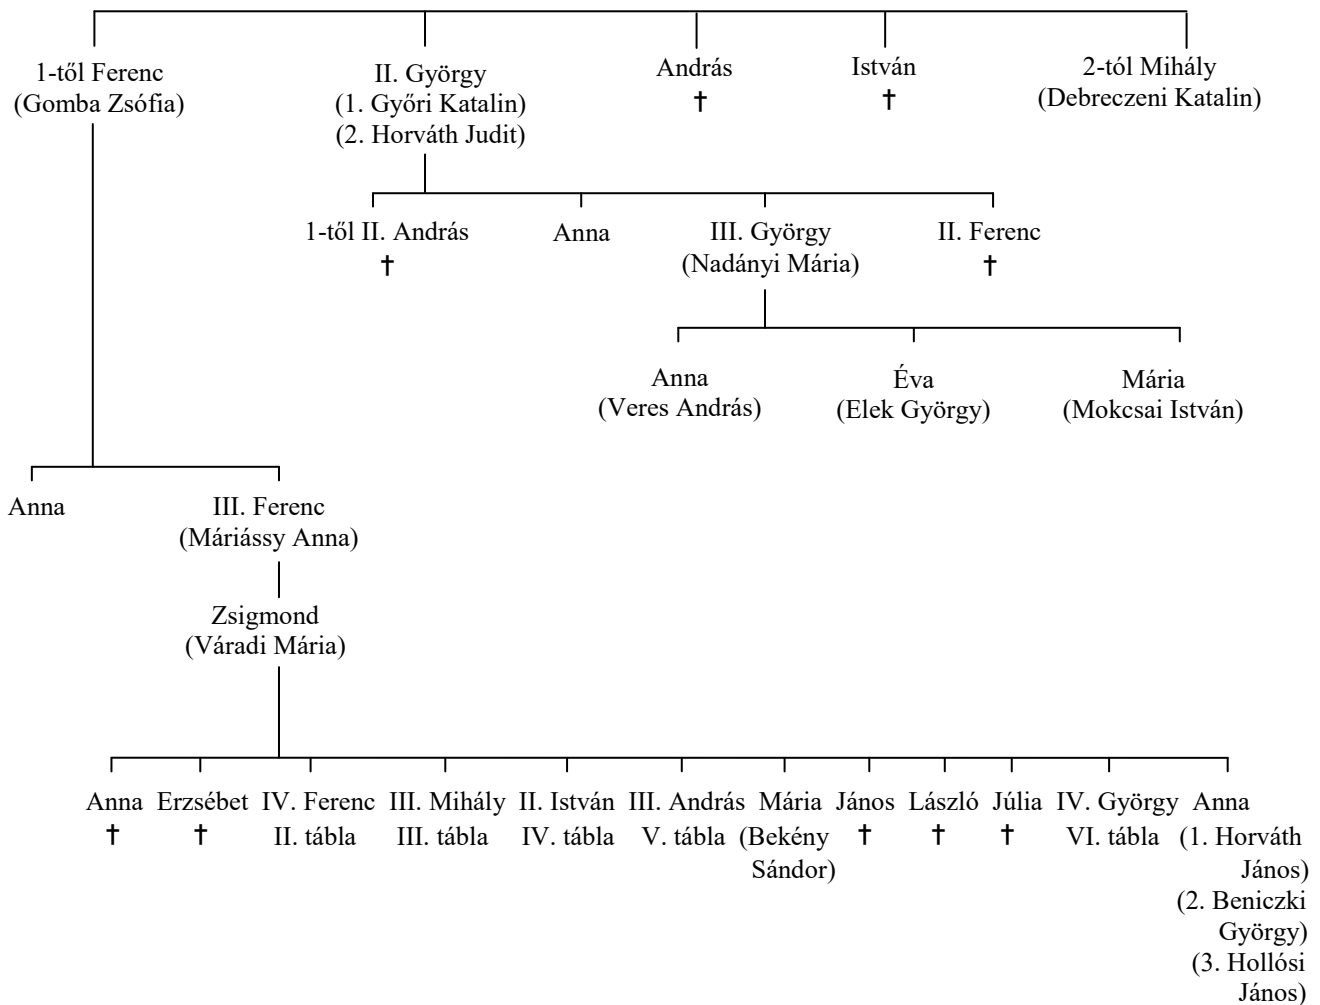 1-től Ferenc
(Gomba Zsófia)
II. György
(1. Győri Katalin)
(2. Horváth Judit)
András
†
István
†
2-tól Mihály
(Debreczeni Katalin)
1-től II. András
†
Anna
III. György
(Nadányi Mária)
II. Ferenc
†
Anna
(Veres András)
Éva
(Elek György)
Mária
(Mokcsai István)
Anna
III. Ferenc
(Máriássy Anna)
Zsigmond
(Váradi Mária)
Anna
†
Erzsébet
†
IV. Ferenc
II. tábla
III. Mihály
III. tábla
II. István
IV. tábla
III. András
V. tábla
Mária
(Bekény
Sándor)
János
†
László
†
Júlia
†
IV. György
VI. tábla
Anna
(1. Horváth
János)
(2. Beniczki
György)
(3. Hollósi
János)